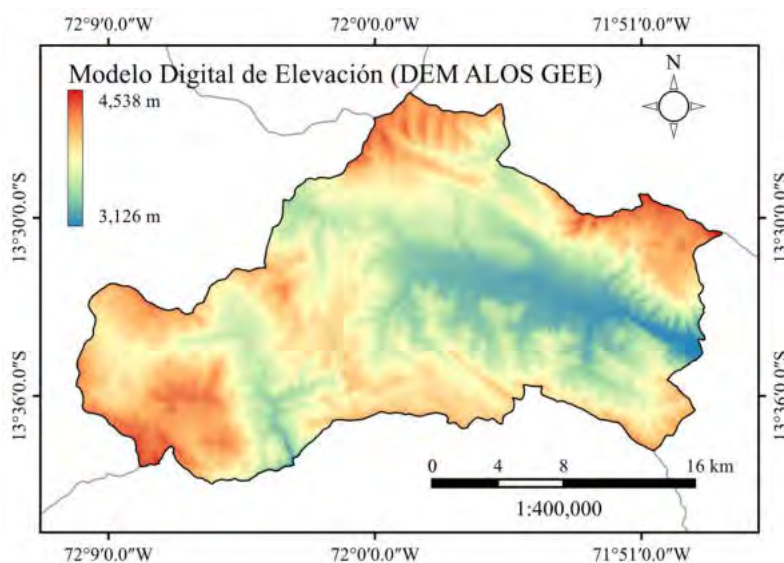 72°9'0.0"W 72°0'0.0"W 71°51'0.0"W
Modelo Digital de Elevación (DEM ALOS GEE)
N
4,538 m
3,126 m
13°30'0.0"S 13°30'0.0"S
13°36'0.0"S 13°36'0.0"S
0 4 8 16 km
1:400,000
72°9'0.0"W 72°0'0.0"W 71°51'0.0"W